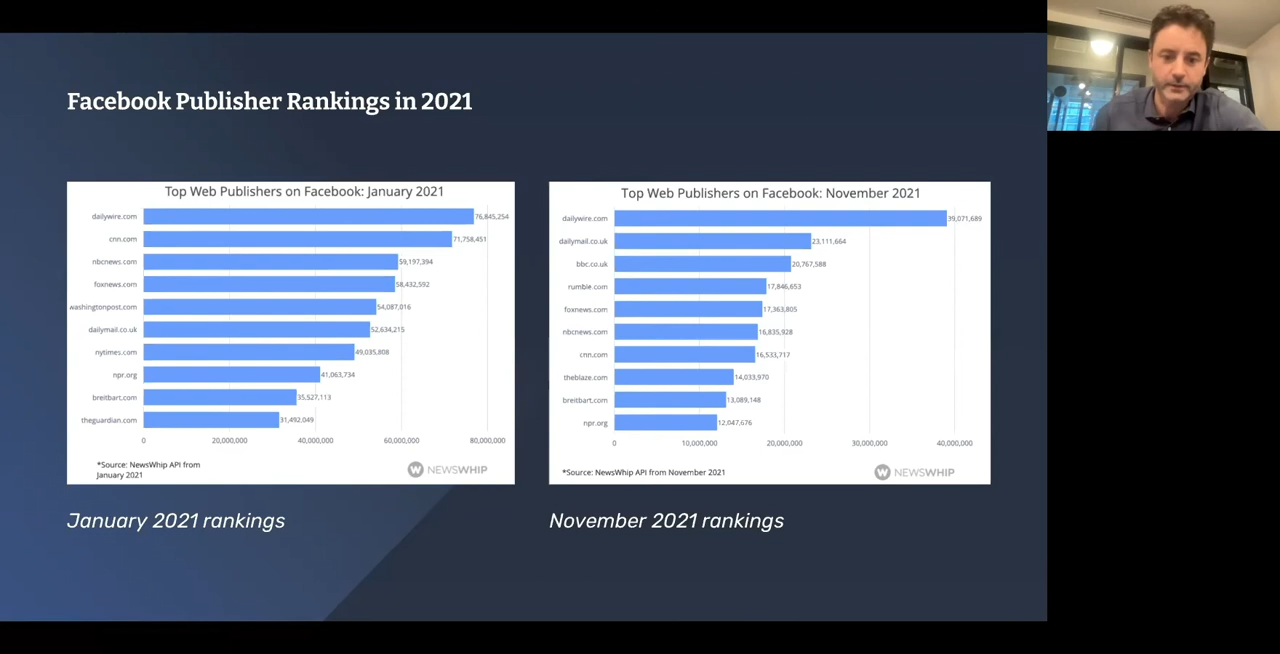 Facebook Publisher Rankings in 2021
Top Web Publishers on Facebook: January 2021
dailywire.com 76,845,254
cnn.com 71,758,451
nbcnews.com 59,197,394
foxnews.com 58,432,592
washingtonpost.com 54,087,016
dailymail.co.uk 52,634,215
nytimes.com 49,035,808
npr.org 41,063,734
breitbart.com 35,527,113
theguardian.com 31,492,049
0 20,000,000 40,000,000 60,000,000 80,000,000
*Source: NewsWhip API from
January 2021
NEWSWHIP
January 2021 rankings
Top Web Publishers on Facebook: November 2021
dailywire.com 39,071,689
dailymail.co.uk 23,111,664
bbc.co.uk 20,767,588
rumble.com 17,846,653
foxnews.com 17,363,805
nbcnews.com 16,835,928
cnn.com 16,533,717
theblaze.com 14,033,970
breitbart.com 13,089,148
npr.org 12,047,676
0 10,000,000 20,000,000 30,000,000 40,000,000
*Source: NewsWhip API from November 2021
NEWSWHIP
November 2021 rankings